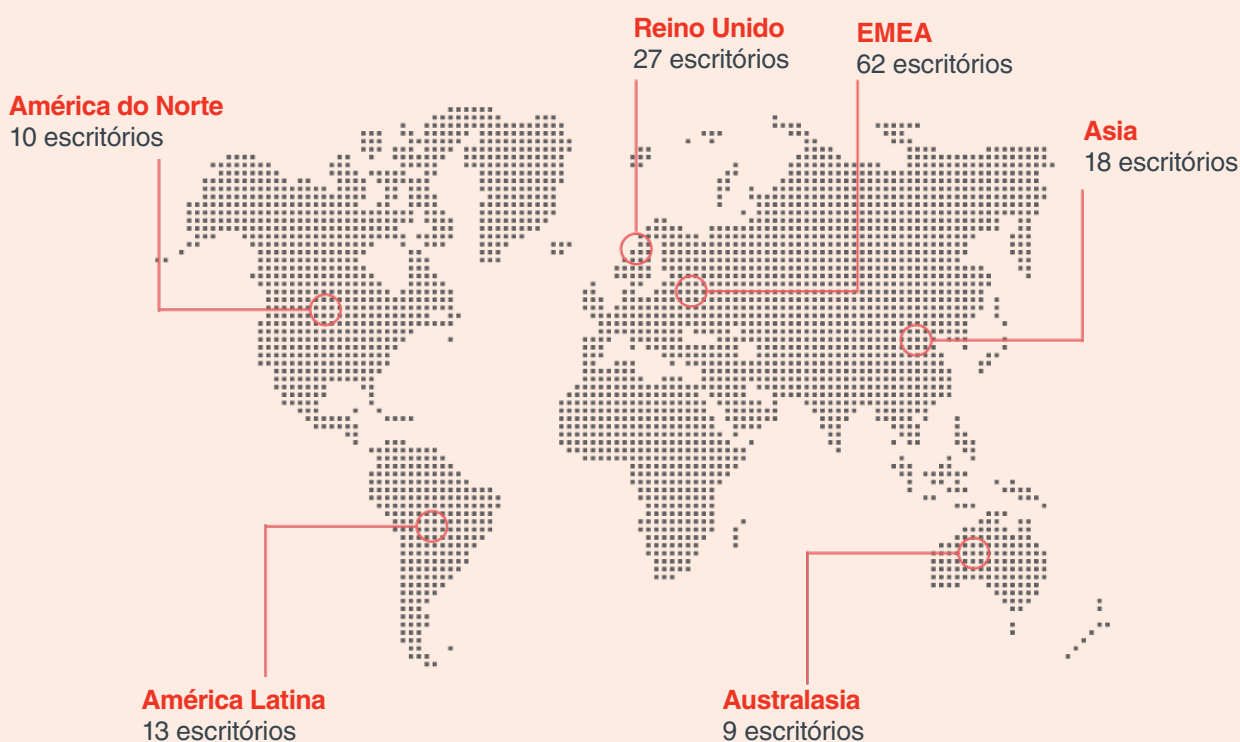 Reino Unido
27 escritórios
EMEA
62 escritórios
América do Norte
10 escritórios
Asia
18 escritórios
América Latina
13 escritórios
Australasia
9 escritórios